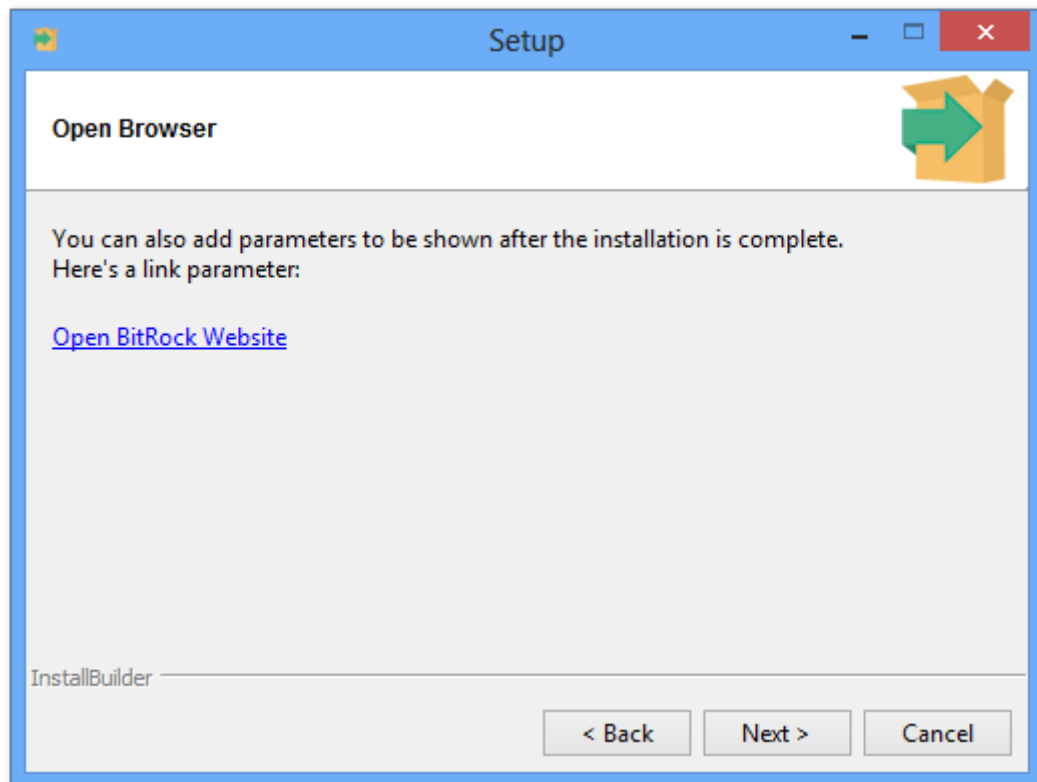 Setup
Open Browser
You can also add parameters to be shown after the installation is complete.
Here's a link parameter:
Open BitRock Website
InstallBuilder
< Back
Next >
Cancel